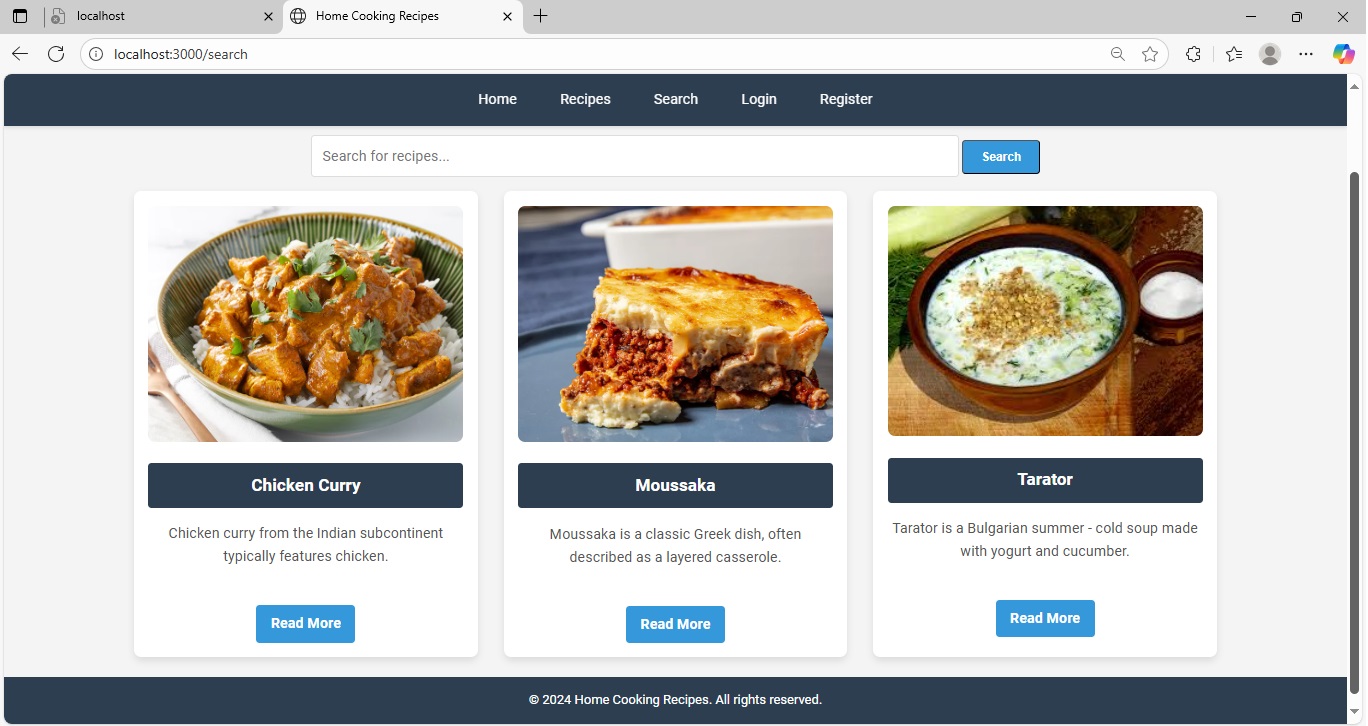 localhost
Home Cooking Recipes
localhost:3000/search
Home Recipes Search Login Register
Search for recipes...
Search
Chicken Curry
Chicken curry from the Indian subcontinent
typically features chicken.
Read More
Moussaka
Moussaka is a classic Greek dish, often
described as a layered casserole.
Read More
Tarator
Tarator is a Bulgarian summer - cold soup made
with yogurt and cucumber.
Read More
© 2024 Home Cooking Recipes. All rights reserved.